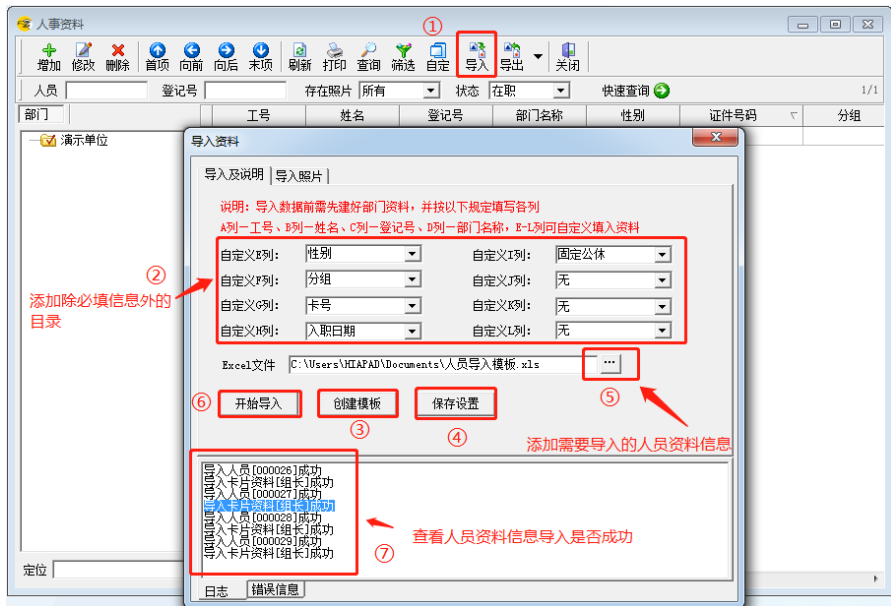 人事资料
①
增加 修改 删除 首项 向前 向后 末项 刷新 打印 查询 筛选 自定 导入 导出 关闭
人员 登记号 存在照片 所有 状态 在职 快速查询 1/1
部门 工号 姓名 登记号 部门名称 性别 证件号码 分组
演示单位
导入资料
导入及说明 导入照片
说明：导入数据前需先建好部门资料，并按以下规定填写各列
A列—工号、B列—姓名、C列—登记号、D列—部门名称，E-L列可自定义填入资料
自定义E列： 性别 自定义I列： 固定公休
自定义F列： 分组 自定义J列： 无
自定义G列： 卡号 自定义K列： 无
自定义H列： 入职日期 自定义L列： 无
②
添加除必填信息外的
目录
Excel文件 C:\Users\HIAPAD\Documents\人员导入模板.xls ...
⑤
⑥ 开始导入 创建模板 保存设置
③ ④
添加需要导入的人员资料信息
导入人员[000026]成功
导入卡片资料[组长]成功
导入人员[000027]成功
导入卡片资料[组长]成功
导入人员[000028]成功
导入卡片资料[组长]成功
导入人员[000029]成功
导入卡片资料[组长]成功
查看人员资料信息导入是否成功
⑦
定位
日志 错误信息